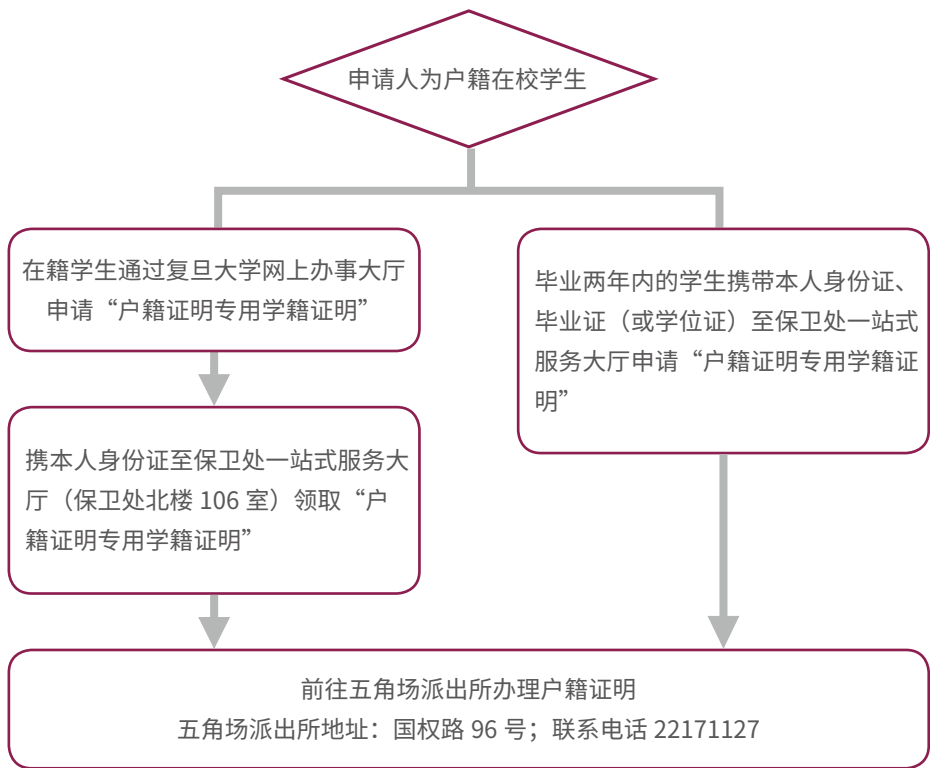 申请人为户籍在校学生
在籍学生通过复旦大学网上办事大厅
申请“户籍证明专用学籍证明”
携本人身份证至保卫处一站式服务大
厅（保卫处北楼 106 室）领取“户
籍证明专用学籍证明”
毕业两年内的学生携带本人身份证、
毕业证（或学位证）至保卫处一站式
服务大厅申请“户籍证明专用学籍证
明”
前往五角场派出所办理户籍证明
五角场派出所地址：国权路 96 号；联系电话 22171127